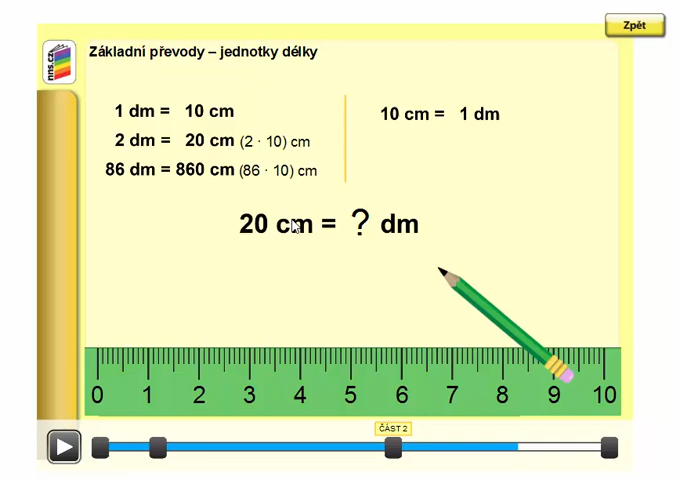 Zpět
nns.cz
Základní převody – jednotky délky
1 dm = 10 cm
2 dm = 20 cm (2 · 10) cm
86 dm = 860 cm (86 · 10) cm
10 cm = 1 dm
20 cm = ? dm
0 1 2 3 4 5 6 7 8 9 10
ČÁST 2